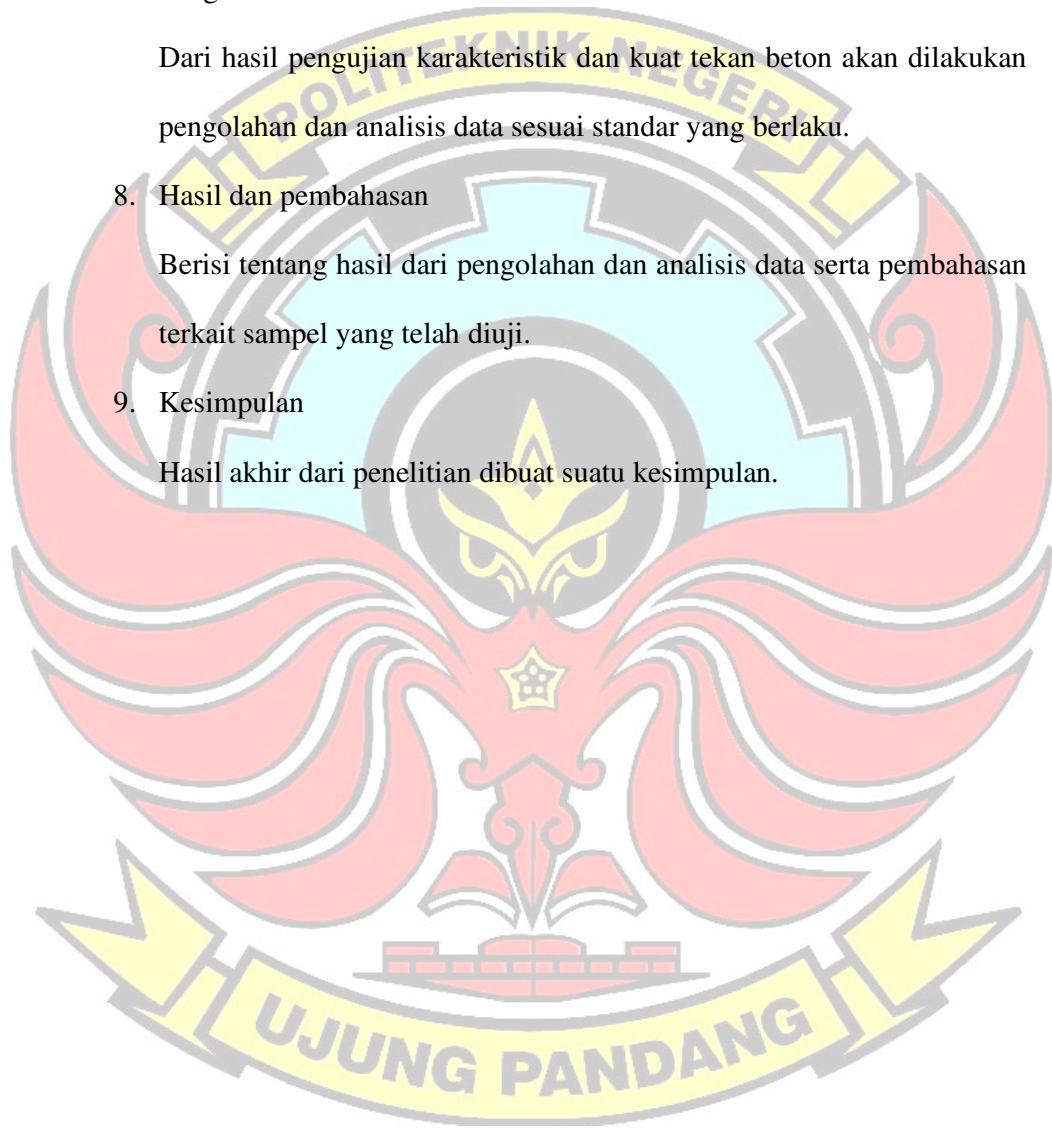 POLITEKNIK NEGERI
Dari hasil pengujian karakteristik dan kuat tekan beton akan dilakukan
pengolahan dan analisis data sesuai standar yang berlaku.
8. Hasil dan pembahasan
Berisi tentang hasil dari pengolahan dan analisis data serta pembahasan
terkait sampel yang telah diuji.
9. Kesimpulan
Hasil akhir dari penelitian dibuat suatu kesimpulan.
UJUNG PANDANG